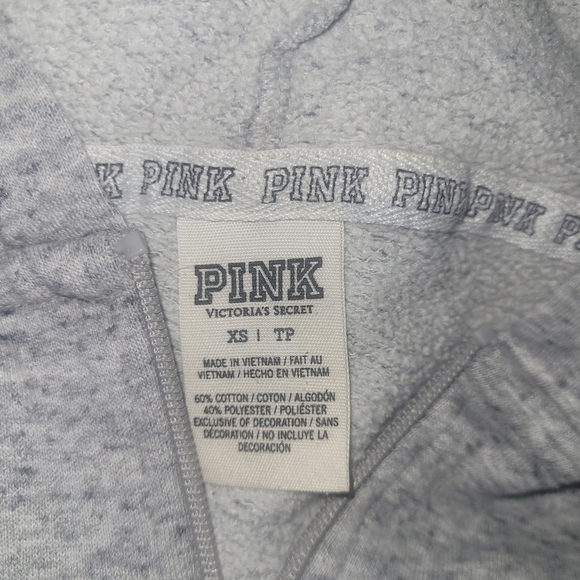 K PINK PINK PINK PINK P
PINK
VICTORIA'S SECRET
XS | TP
MADE IN VIETNAM / FAIT AU
VIETNAM / HECHO EN VIETNAM
60% COTTON / COTON / ALGODÓN
40% POLYESTER / POLIÉSTER
EXCLUSIVE OF DECORATION / SANS
DÉCORATION / NO INCLUYE LA
DECORACIÓN